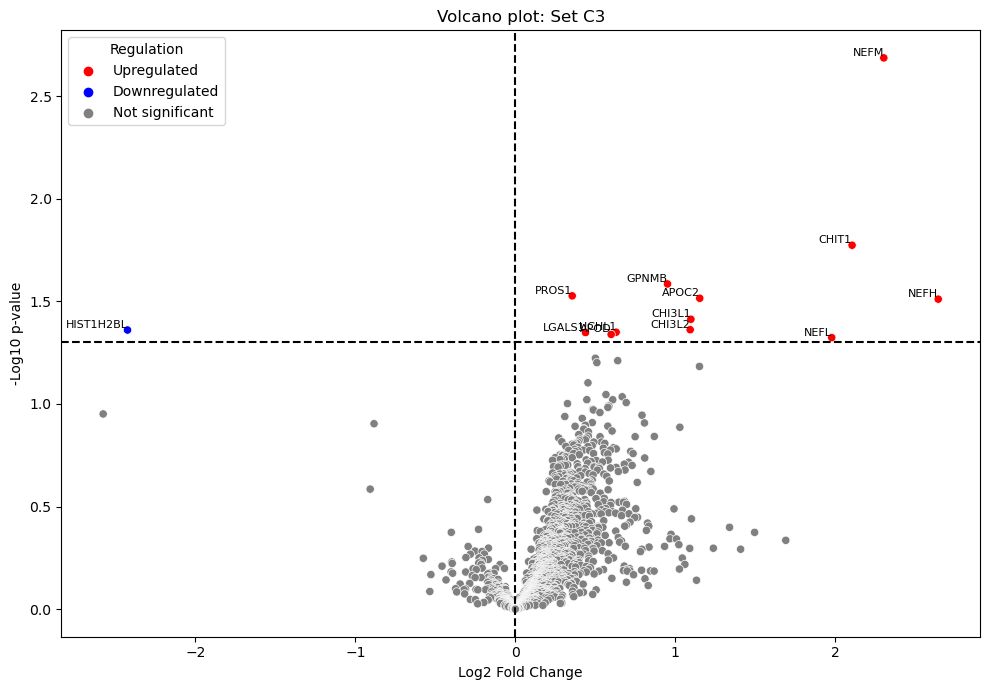 Volcano plot: Set C3
Regulation
Upregulated
Downregulated
Not significant
NEFM
CHIT1
GPNMB
PROS1
APOC2
NEFH
CHI3L1
HIST1H2BL
CHI3L2
LGALS1
UCHL1
APOD
NEFL
-Log10 p-value
2.5
2.0
1.5
1.0
0.5
0.0
−2
−1
0
1
2
Log2 Fold Change